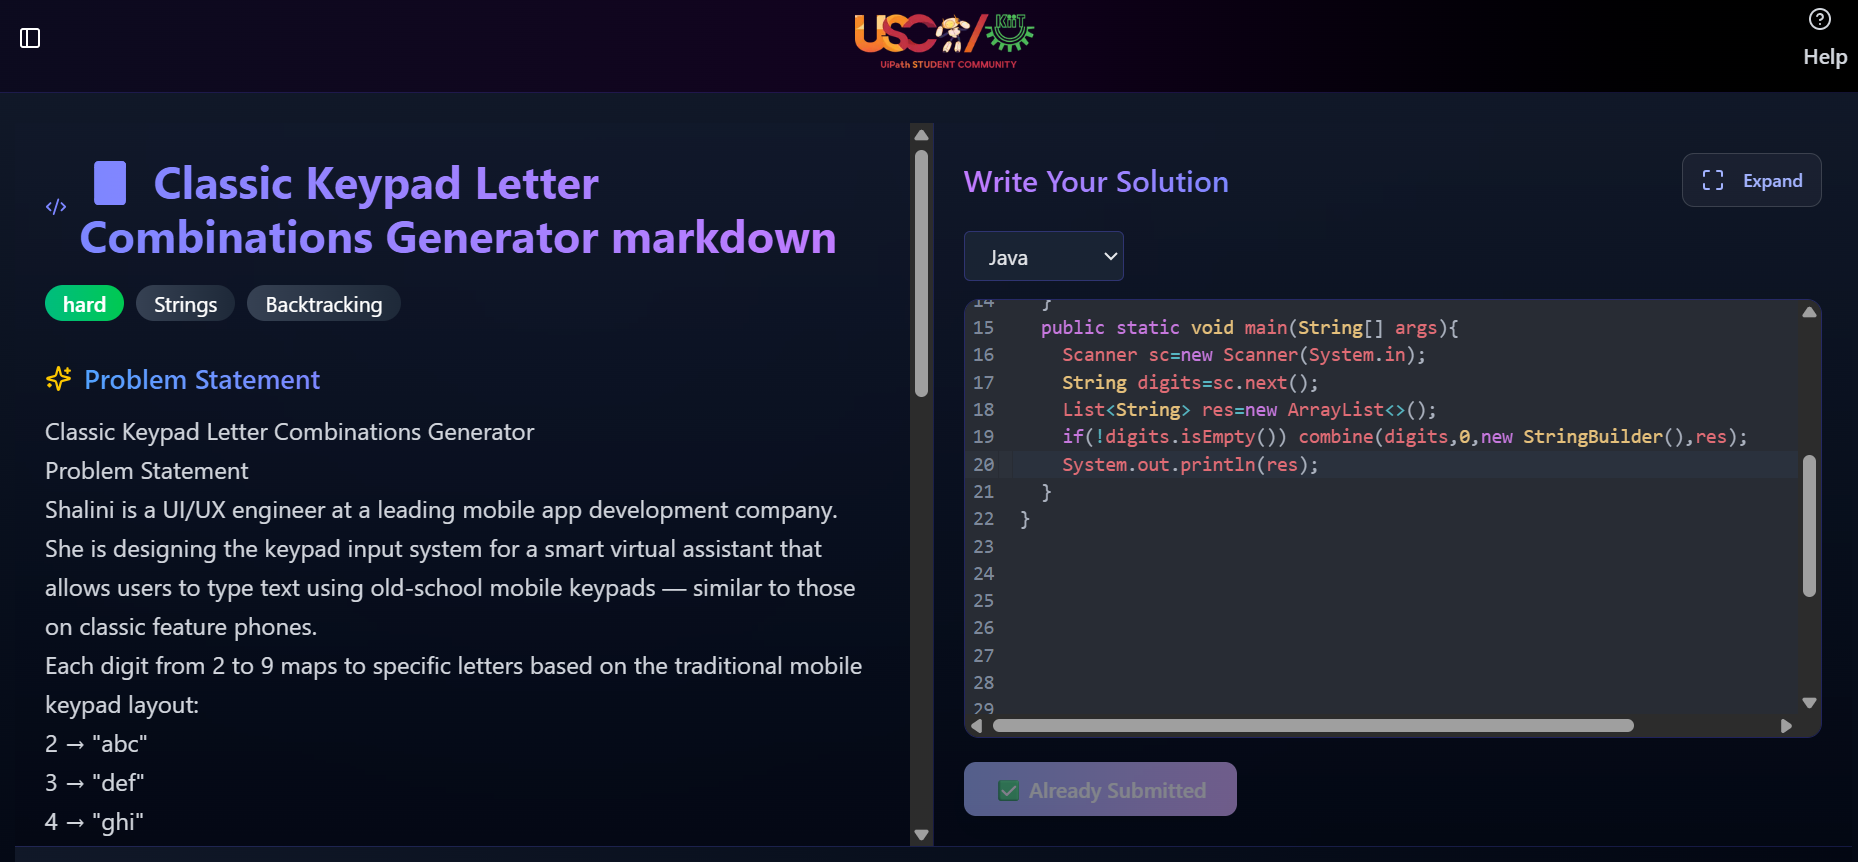 USC/KiiT
UiPath STUDENT COMMUNITY
Help
</> Classic Keypad Letter
Combinations Generator markdown
hard Strings Backtracking
Problem Statement
Classic Keypad Letter Combinations Generator
Problem Statement
Shalini is a UI/UX engineer at a leading mobile app development company.
She is designing the keypad input system for a smart virtual assistant that
allows users to type text using old-school mobile keypads — similar to those
on classic feature phones.
Each digit from 2 to 9 maps to specific letters based on the traditional mobile
keypad layout:
2 → "abc"
3 → "def"
4 → "ghi"
Write Your Solution
Expand
Java
14 }
15 public static void main(String[] args){
16 Scanner sc=new Scanner(System.in);
17 String digits=sc.next();
18 List<String> res=new ArrayList<>();
19 if(!digits.isEmpty()) combine(digits,0,new StringBuilder(),res);
20 System.out.println(res);
21 }
22 }
23
24
25
26
27
28
29
Already Submitted